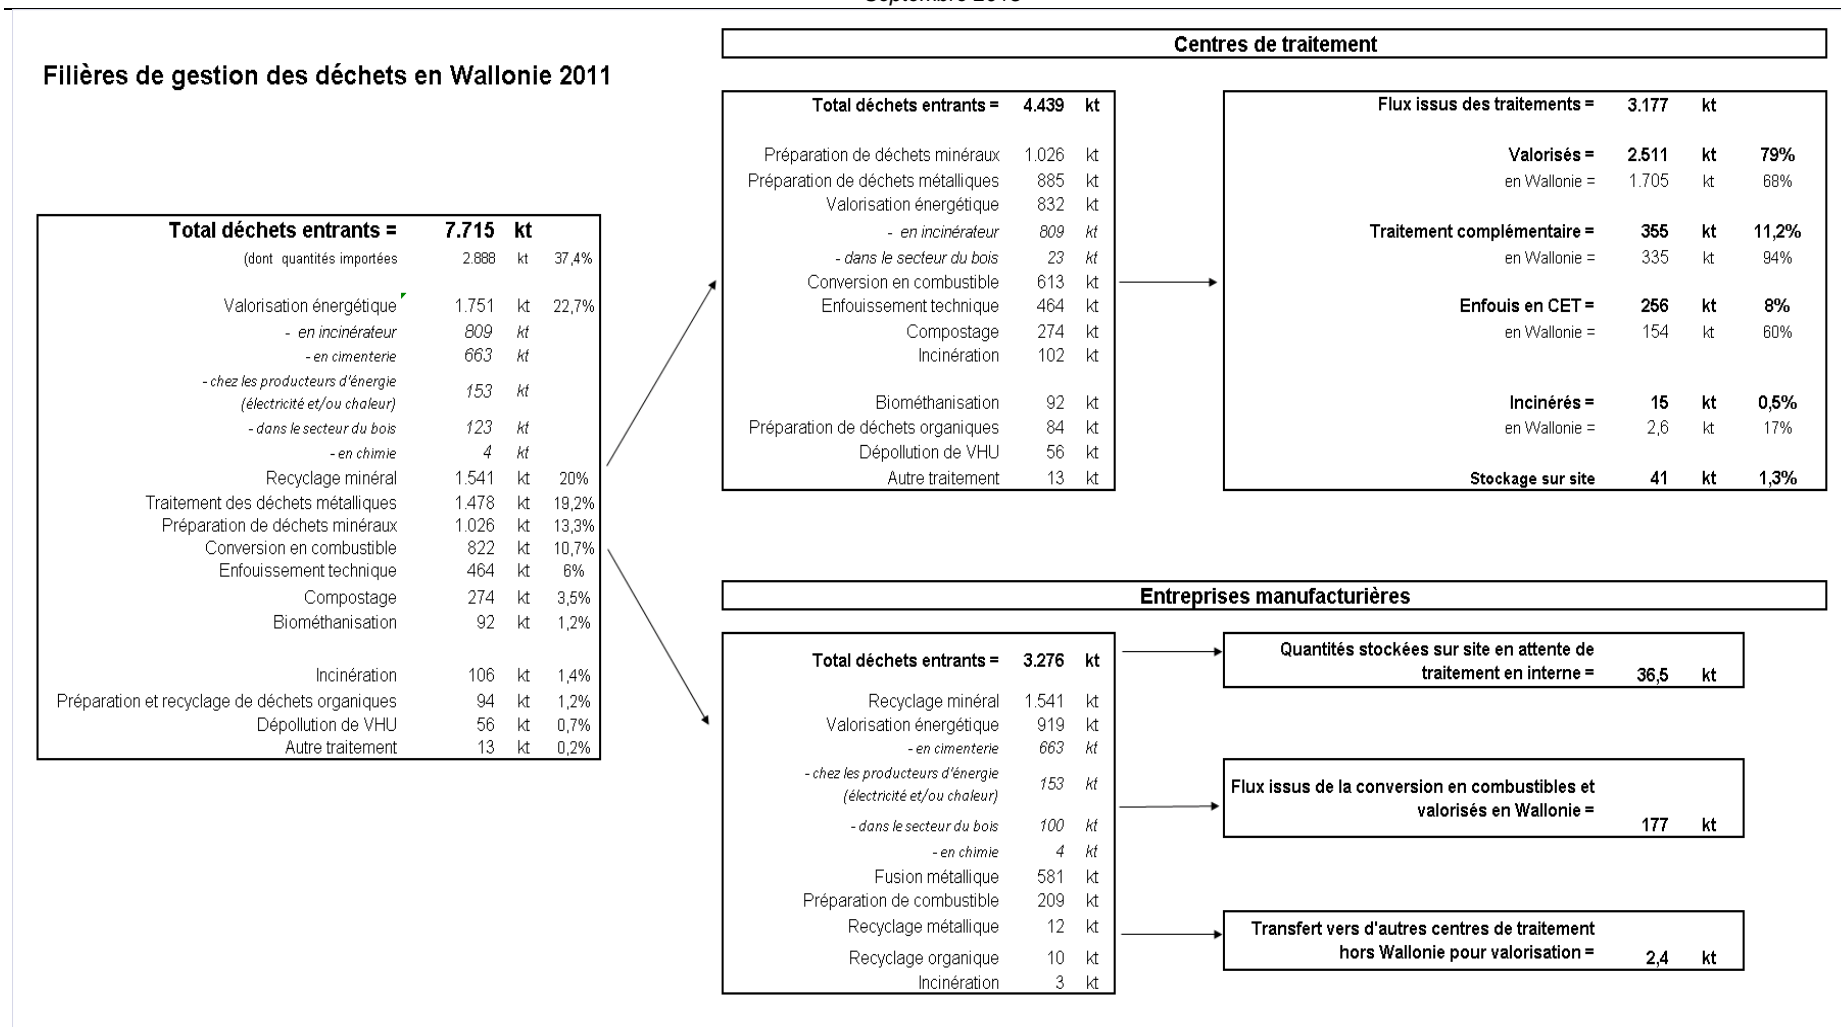 Septembre 2013
Filières de gestion des déchets en Wallonie 2011
Total déchets entrants = 7.715 kt
(dont quantités importées 2.888 kt 37,4%
Valorisation énergétique 1.751 kt 22,7%
- en incinérateur 809 kt
- en cimenterie 663 kt
- chez les producteurs d'énergie
(électricité et/ou chaleur) 153 kt
- dans le secteur du bois 123 kt
- en chimie 4 kt
Recyclage minéral 1.541 kt 20%
Traitement des déchets métalliques 1.478 kt 19,2%
Préparation de déchets minéraux 1.026 kt 13,3%
Conversion en combustible 822 kt 10,7%
Enfouissement technique 464 kt 6%
Compostage 274 kt 3,5%
Biométhanisation 92 kt 1,2%
Incinération 106 kt 1,4%
Préparation et recyclage de déchets organiques 94 kt 1,2%
Dépollution de VHU 56 kt 0,7%
Autre traitement 13 kt 0,2%
Centres de traitement
Total déchets entrants = 4.439 kt
Préparation de déchets minéraux 1.026 kt
Préparation de déchets métalliques 885 kt
Valorisation énergétique 832 kt
- en incinérateur 809 kt
- dans le secteur du bois 23 kt
Conversion en combustible 613 kt
Enfouissement technique 464 kt
Compostage 274 kt
Incinération 102 kt
Biométhanisation 92 kt
Préparation de déchets organiques 84 kt
Dépollution de VHU 56 kt
Autre traitement 13 kt
Flux issus des traitements = 3.177 kt
Valorisés = 2.511 kt 79%
en Wallonie = 1.705 kt 68%
Traitement complémentaire = 355 kt 11,2%
en Wallonie = 335 kt 94%
Enfouis en CET = 256 kt 8%
en Wallonie = 154 kt 60%
Incinérés = 15 kt 0,5%
en Wallonie = 2,6 kt 17%
Stockage sur site 41 kt 1,3%
Entreprises manufacturières
Total déchets entrants = 3.276 kt
Recyclage minéral 1.541 kt
Valorisation énergétique 919 kt
- en cimenterie 663 kt
- chez les producteurs d'énergie
(électricité et/ou chaleur) 153 kt
- dans le secteur du bois 100 kt
- en chimie 4 kt
Fusion métallique 581 kt
Préparation de combustible 209 kt
Recyclage métallique 12 kt
Recyclage organique 10 kt
Incinération 3 kt
Quantités stockées sur site en attente de
traitement en interne = 36,5 kt
Flux issus de la conversion en combustibles et
valorisés en Wallonie =
177 kt
Transfert vers d'autres centres de traitement
hors Wallonie pour valorisation = 2,4 kt